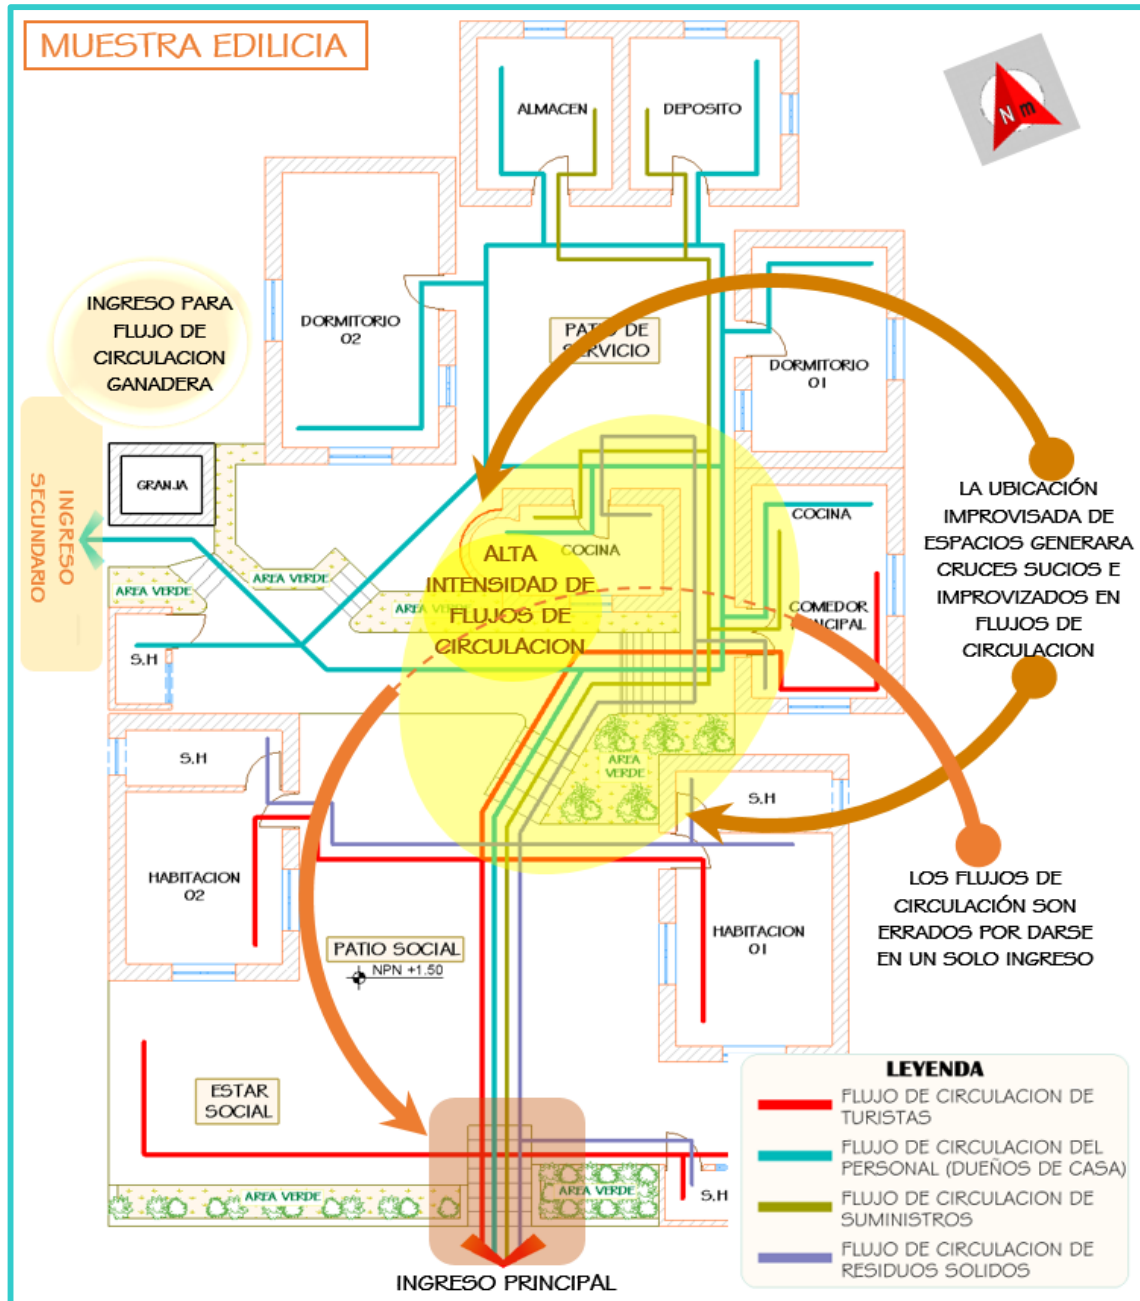 MUESTRA EDILICIA
ALMACEN
DEPOSITO
N m
INGRESO PARA
FLUJO DE
CIRCULACION
GANADERA
DORMITORIO
02
PATIO DE
SERVICIO
DORMITORIO
01
INGRESO
SECUNDARIO
GRANJA
AREA VERDE
AREA VERDE
AREA VERDE
S.H
COCINA
ALTA
INTENSIDAD DE
FLUJOS DE
CIRCULACION
COCINA
COMEDOR
PRINCIPAL
LA UBICACIÓN
IMPROVISADA DE
ESPACIOS GENERARA
CRUCES SUCIOS E
IMPROVIZADOS EN
FLUJOS DE
CIRCULACION
S.H
HABITACION
02
AREA
VERDE
S.H
HABITACION
01
LOS FLUJOS DE
CIRCULACIÓN SON
ERRADOS POR DARSE
EN UN SOLO INGRESO
PATIO SOCIAL
NPN +1.50
ESTAR
SOCIAL
AREA VERDE
AREA VERDE
S.H
INGRESO PRINCIPAL
LEYENDA
FLUJO DE CIRCULACION DE
TURISTAS
FLUJO DE CIRCULACION DEL
PERSONAL (DUEÑOS DE CASA)
FLUJO DE CIRCULACION DE
SUMINISTROS
FLUJO DE CIRCULACION DE
RESIDUOS SOLIDOS